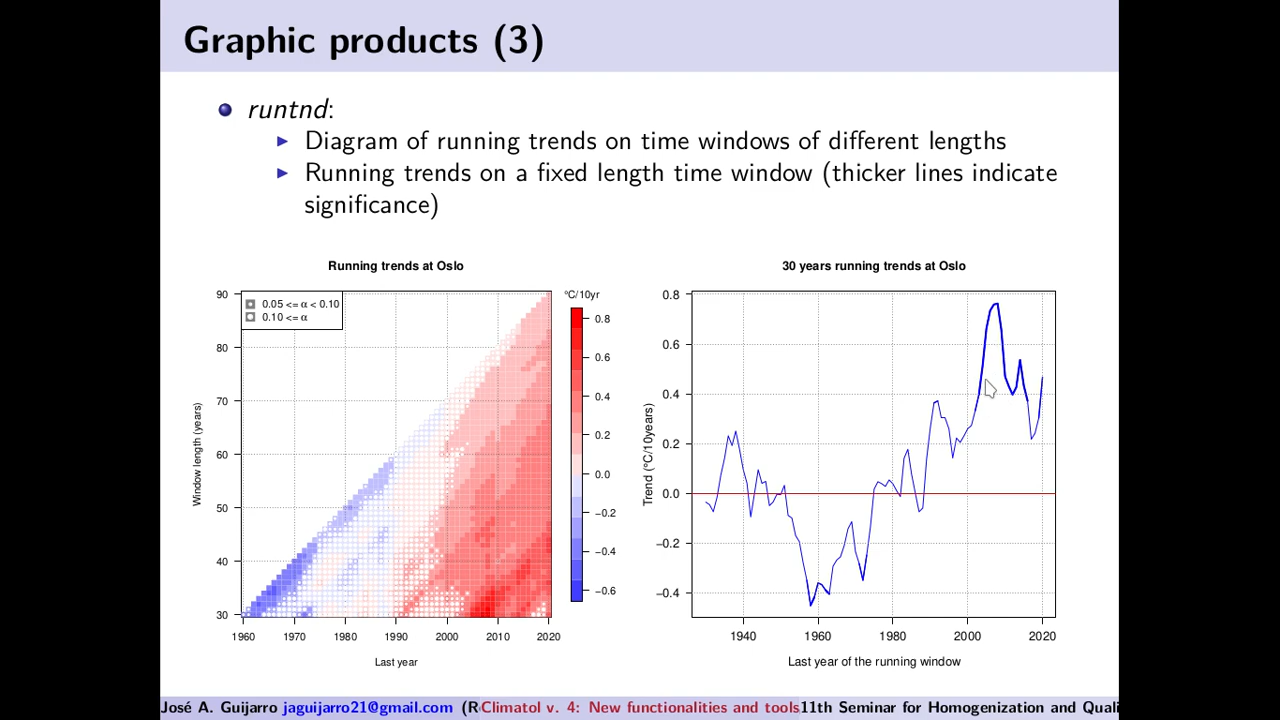 Graphic products (3)
runtnd:
Diagram of running trends on time windows of different lengths
Running trends on a fixed length time window (thicker lines indicate
significance)
Running trends at Oslo
0.05 <= α < 0.10
0.10 <= α
90
80
70
60
50
40
30
Window length (years)
1960 1970 1980 1990 2000 2010 2020
Last year
°C/10yr
0.8
0.6
0.4
0.2
0.0
−0.2
−0.4
−0.6
30 years running trends at Oslo
0.8
0.6
0.4
0.2
0.0
−0.2
−0.4
Trend (°C/10years)
1940 1960 1980 2000 2020
Last year of the running window
José A. Guijarro jaguijarro21@gmail.com (R Climatol v. 4: New functionalities and tools 11th Seminar for Homogenization and Quali